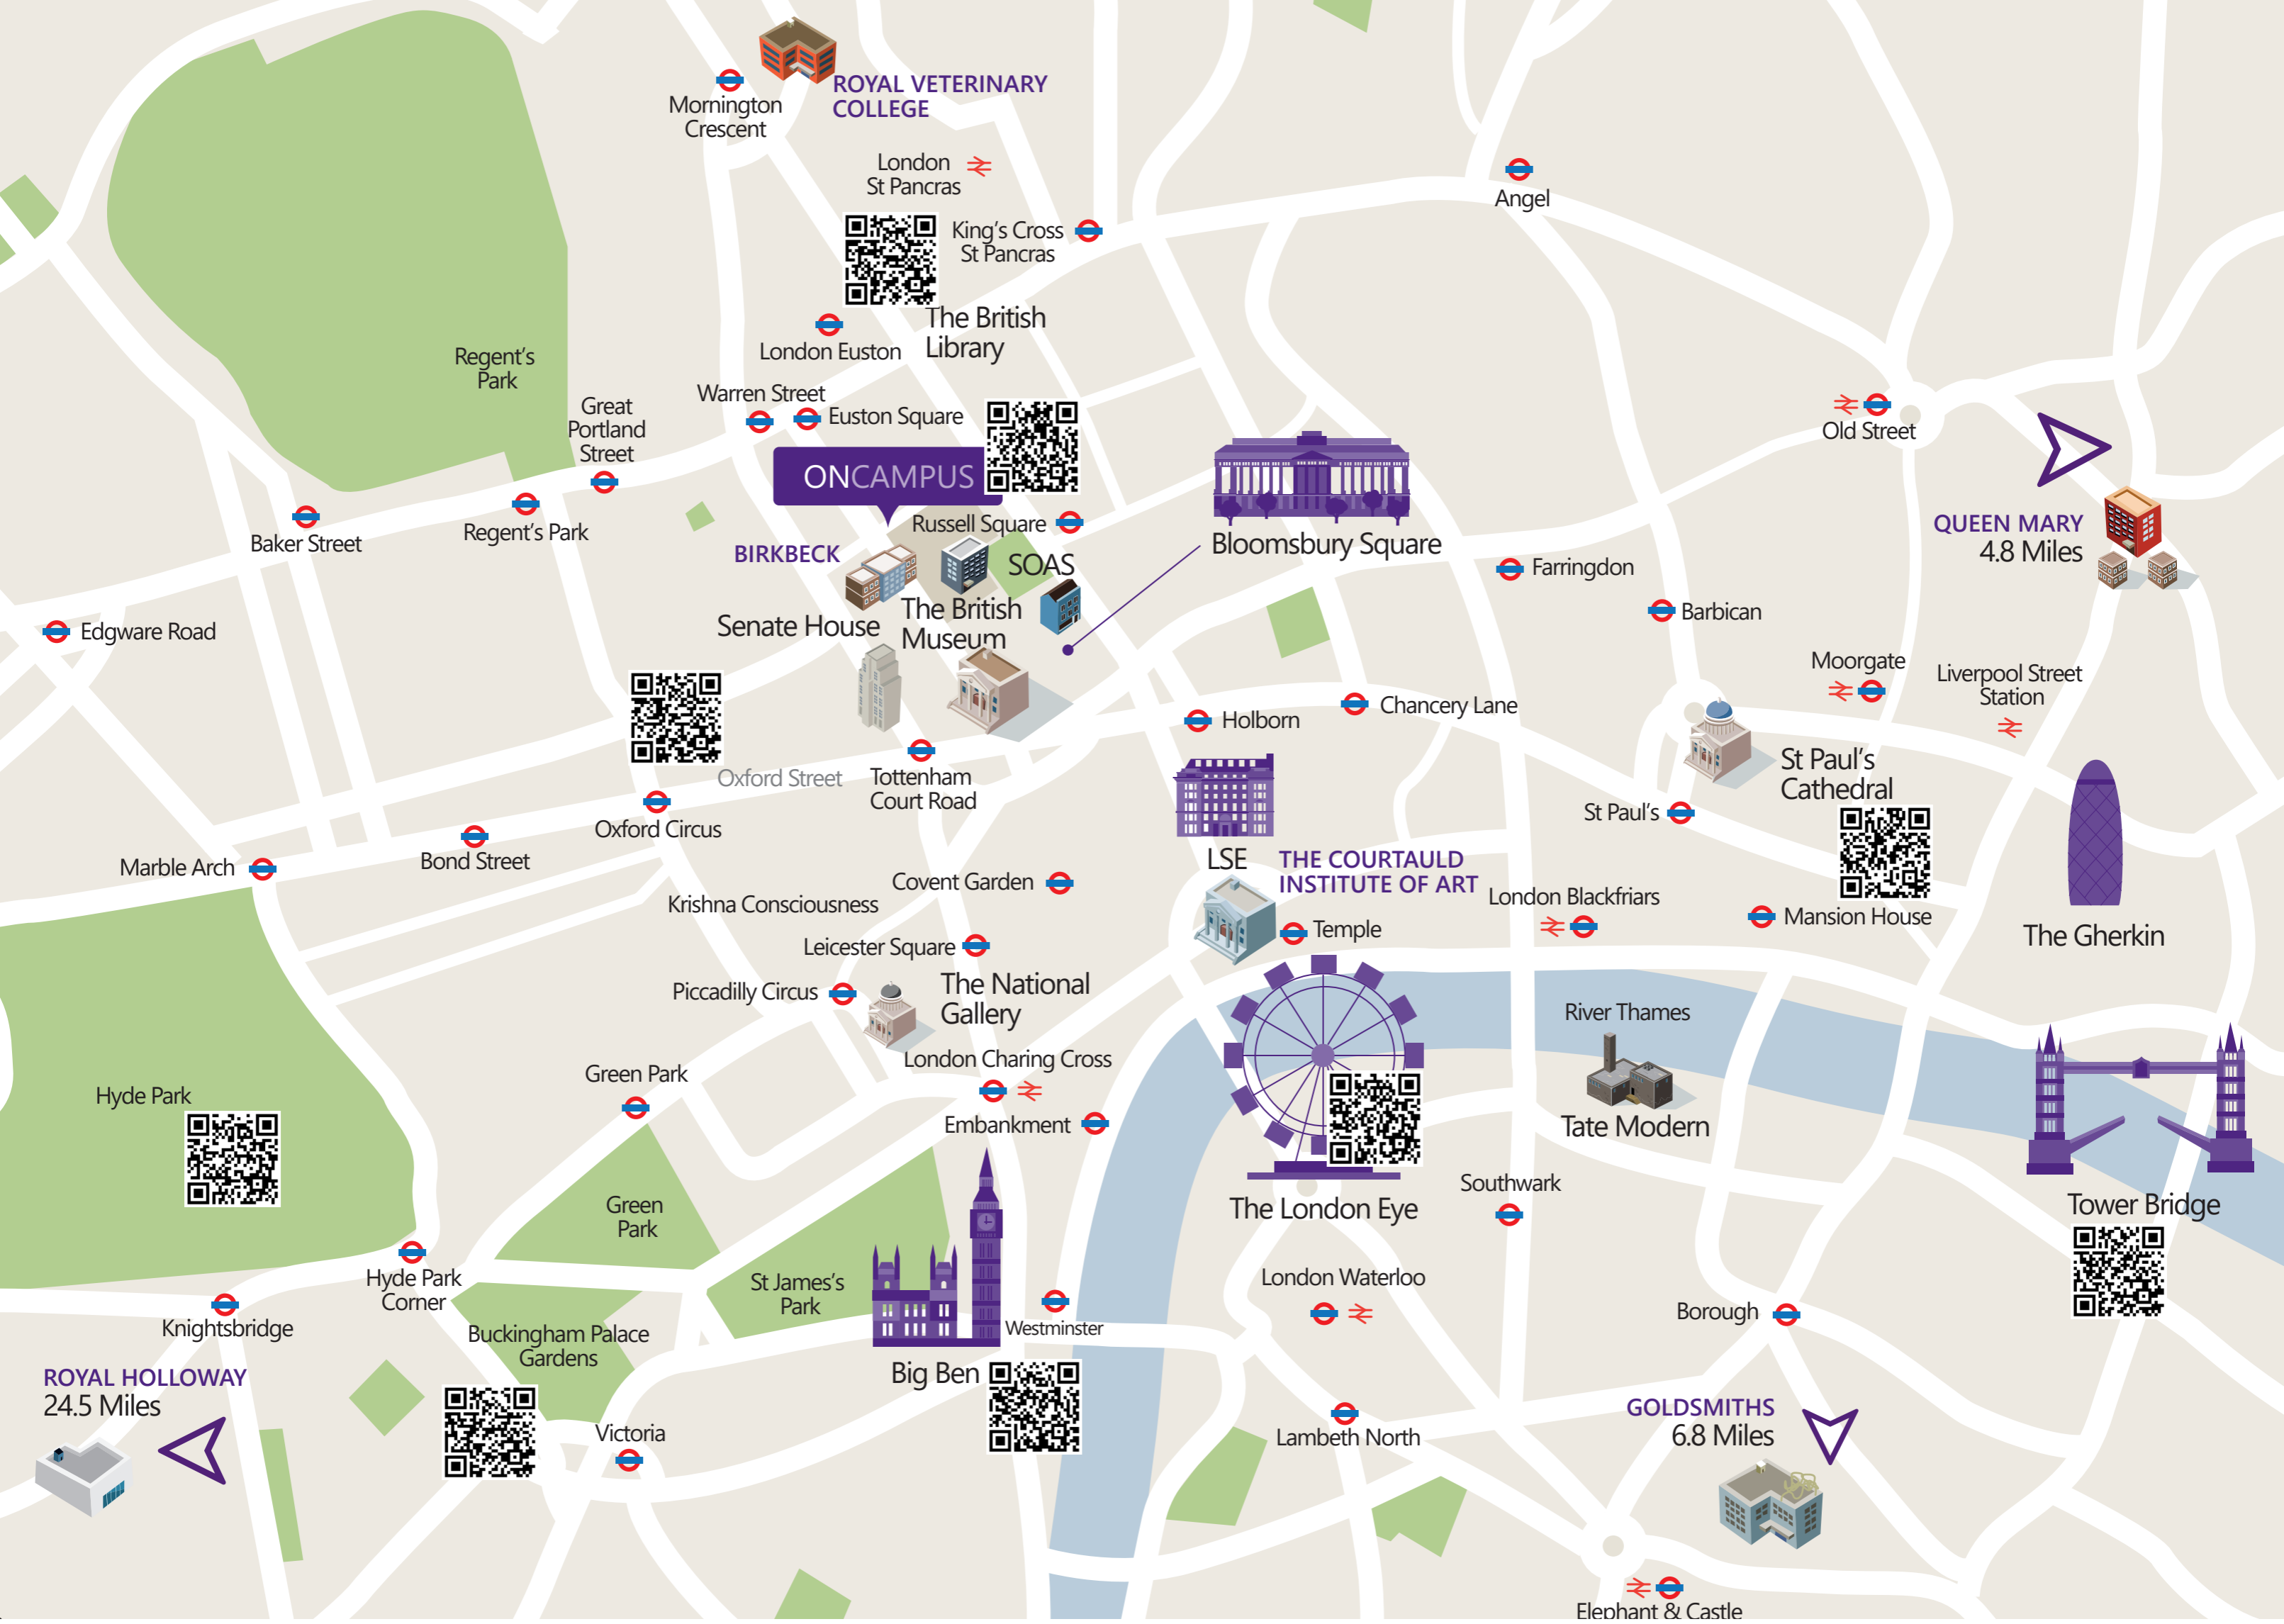 ROYAL VETERINARY
COLLEGE
Mornington
Crescent
London
St Pancras
Angel
King's Cross
St Pancras
The British
Library
London Euston
Regent's
Park
Warren Street
Euston Square
Great
Portland
Street
Old Street
ONCAMPUS
Baker Street
Regent's Park
Russell Square
Bloomsbury Square
QUEEN MARY
4.8 Miles
BIRKBECK
SOAS
Farringdon
Barbican
Edgware Road
Senate House
The British
Museum
Moorgate
Liverpool Street
Station
Holborn
Chancery Lane
Oxford Street
Tottenham
Court Road
St Paul's
Cathedral
Oxford Circus
St Paul's
Marble Arch
Bond Street
LSE
THE COURTAULD
INSTITUTE OF ART
Covent Garden
Krishna Consciousness
London Blackfriars
Mansion House
Temple
The Gherkin
Leicester Square
Piccadilly Circus
The National
Gallery
River Thames
London Charing Cross
Green Park
Hyde Park
Embankment
Tate Modern
Green
Park
Southwark
The London Eye
Tower Bridge
Hyde Park
Corner
St James's
Park
London Waterloo
Borough
Knightsbridge
Westminster
Buckingham Palace
Gardens
Big Ben
ROYAL HOLLOWAY
24.5 Miles
Victoria
Lambeth North
GOLDSMITHS
6.8 Miles
Elephant & Castle